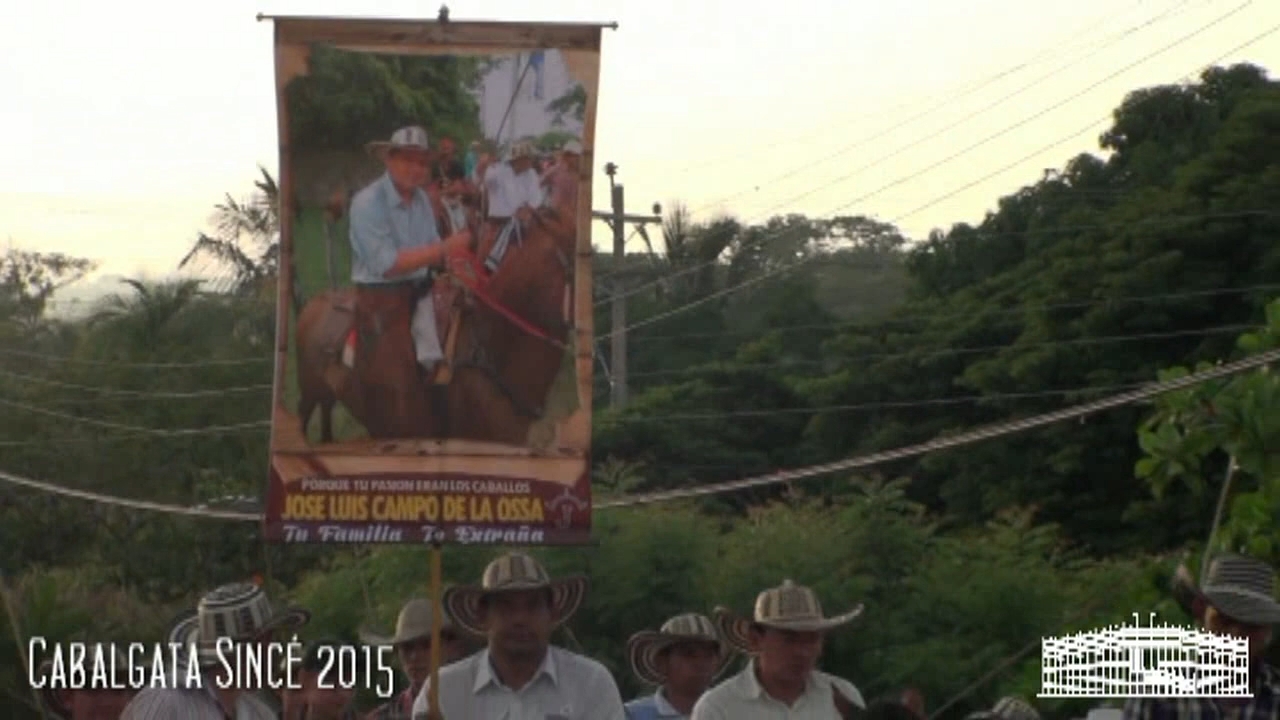 PORQUE TU PASION ERAN LOS CABALLOS
JOSE LUIS CAMPO DE LA OSSA
Tu Familia Te Extraña
CABALGATA SINCÉ 2015